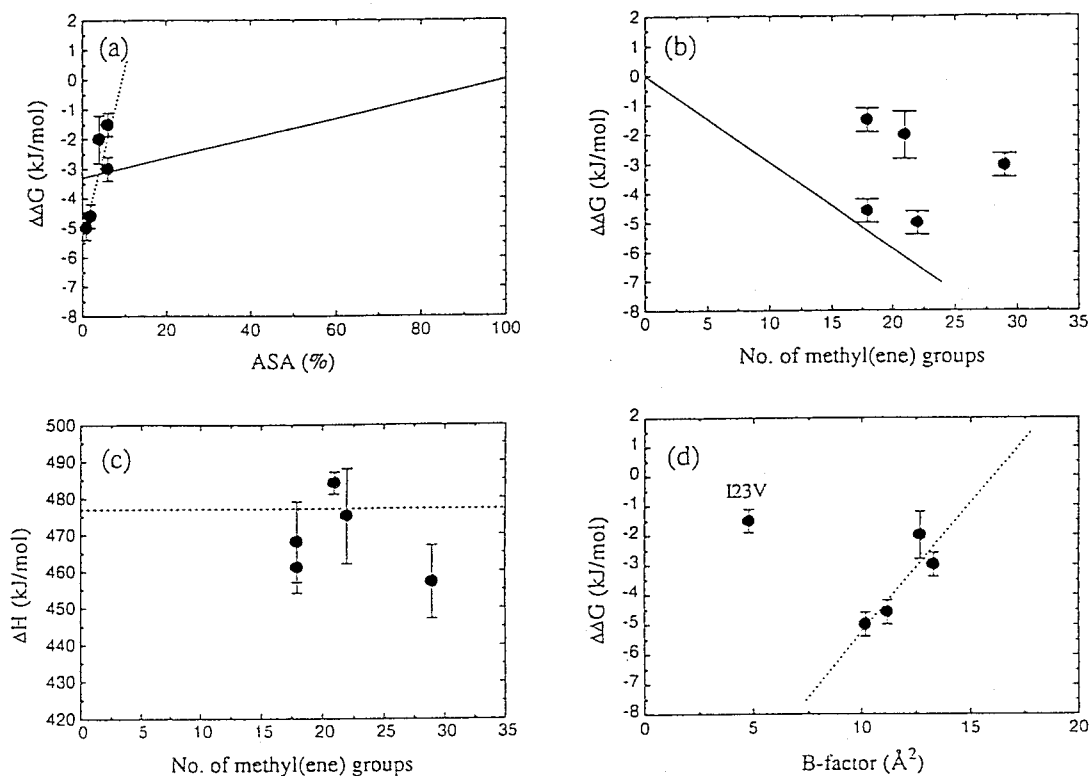 2
1
0
-1
-2
-3
-4
-5
-6
-7
-8
(a)
ΔΔG (kJ/mol)
0 20 40 60 80 100
ASA (%)
2
1
0
-1
-2
-3
-4
-5
-6
-7
-8
(b)
ΔΔG (kJ/mol)
0 5 10 15 20 25 30 35
No. of methyl(ene) groups
500
490
480
470
460
450
440
430
420
(c)
ΔH (kJ/mol)
0 5 10 15 20 25 30 35
No. of methyl(ene) groups
2
1
0
-1
-2
-3
-4
-5
-6
-7
-8
(d)
I23V
ΔΔG (kJ/mol)
0 5 10 15 20
B-factor (Å²)